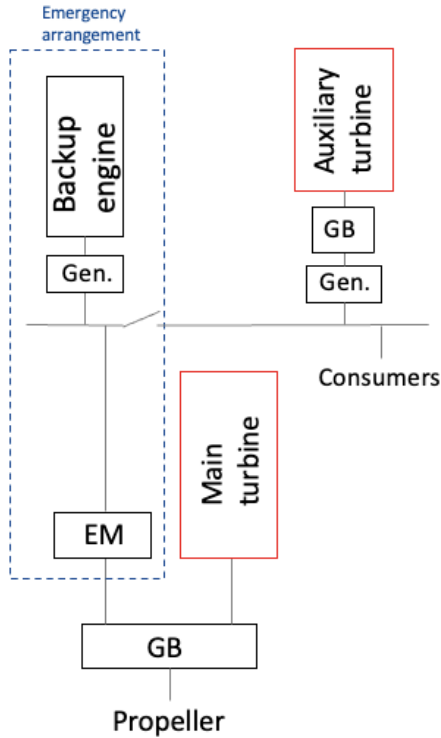 Emergency
arrangement
Backup
engine
Gen.
Auxiliary
turbine
GB
Gen.
Consumers
Main
turbine
EM
GB
Propeller